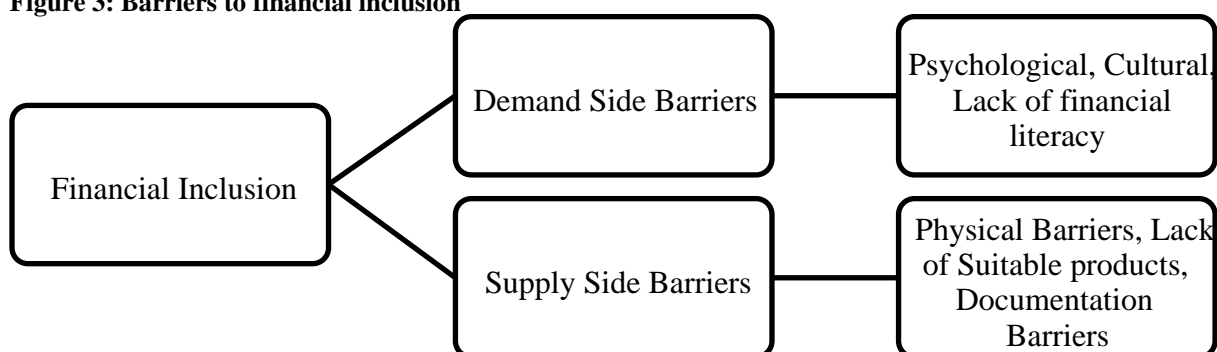 Figure 3: Barriers to financial inclusion
Financial Inclusion
Demand Side Barriers
Psychological, Cultural,
Lack of financial
literacy
Supply Side Barriers
Physical Barriers, Lack
of Suitable products,
Documentation
Barriers